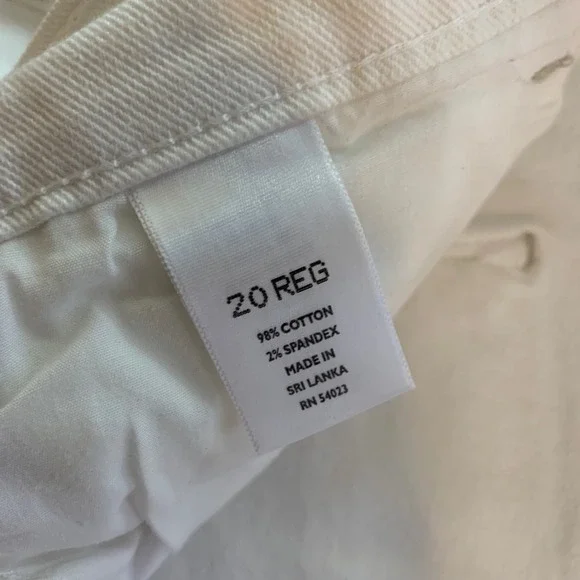 20 REG
98% COTTON
2% SPANDEX
MADE IN
SRI LANKA
RN 54023